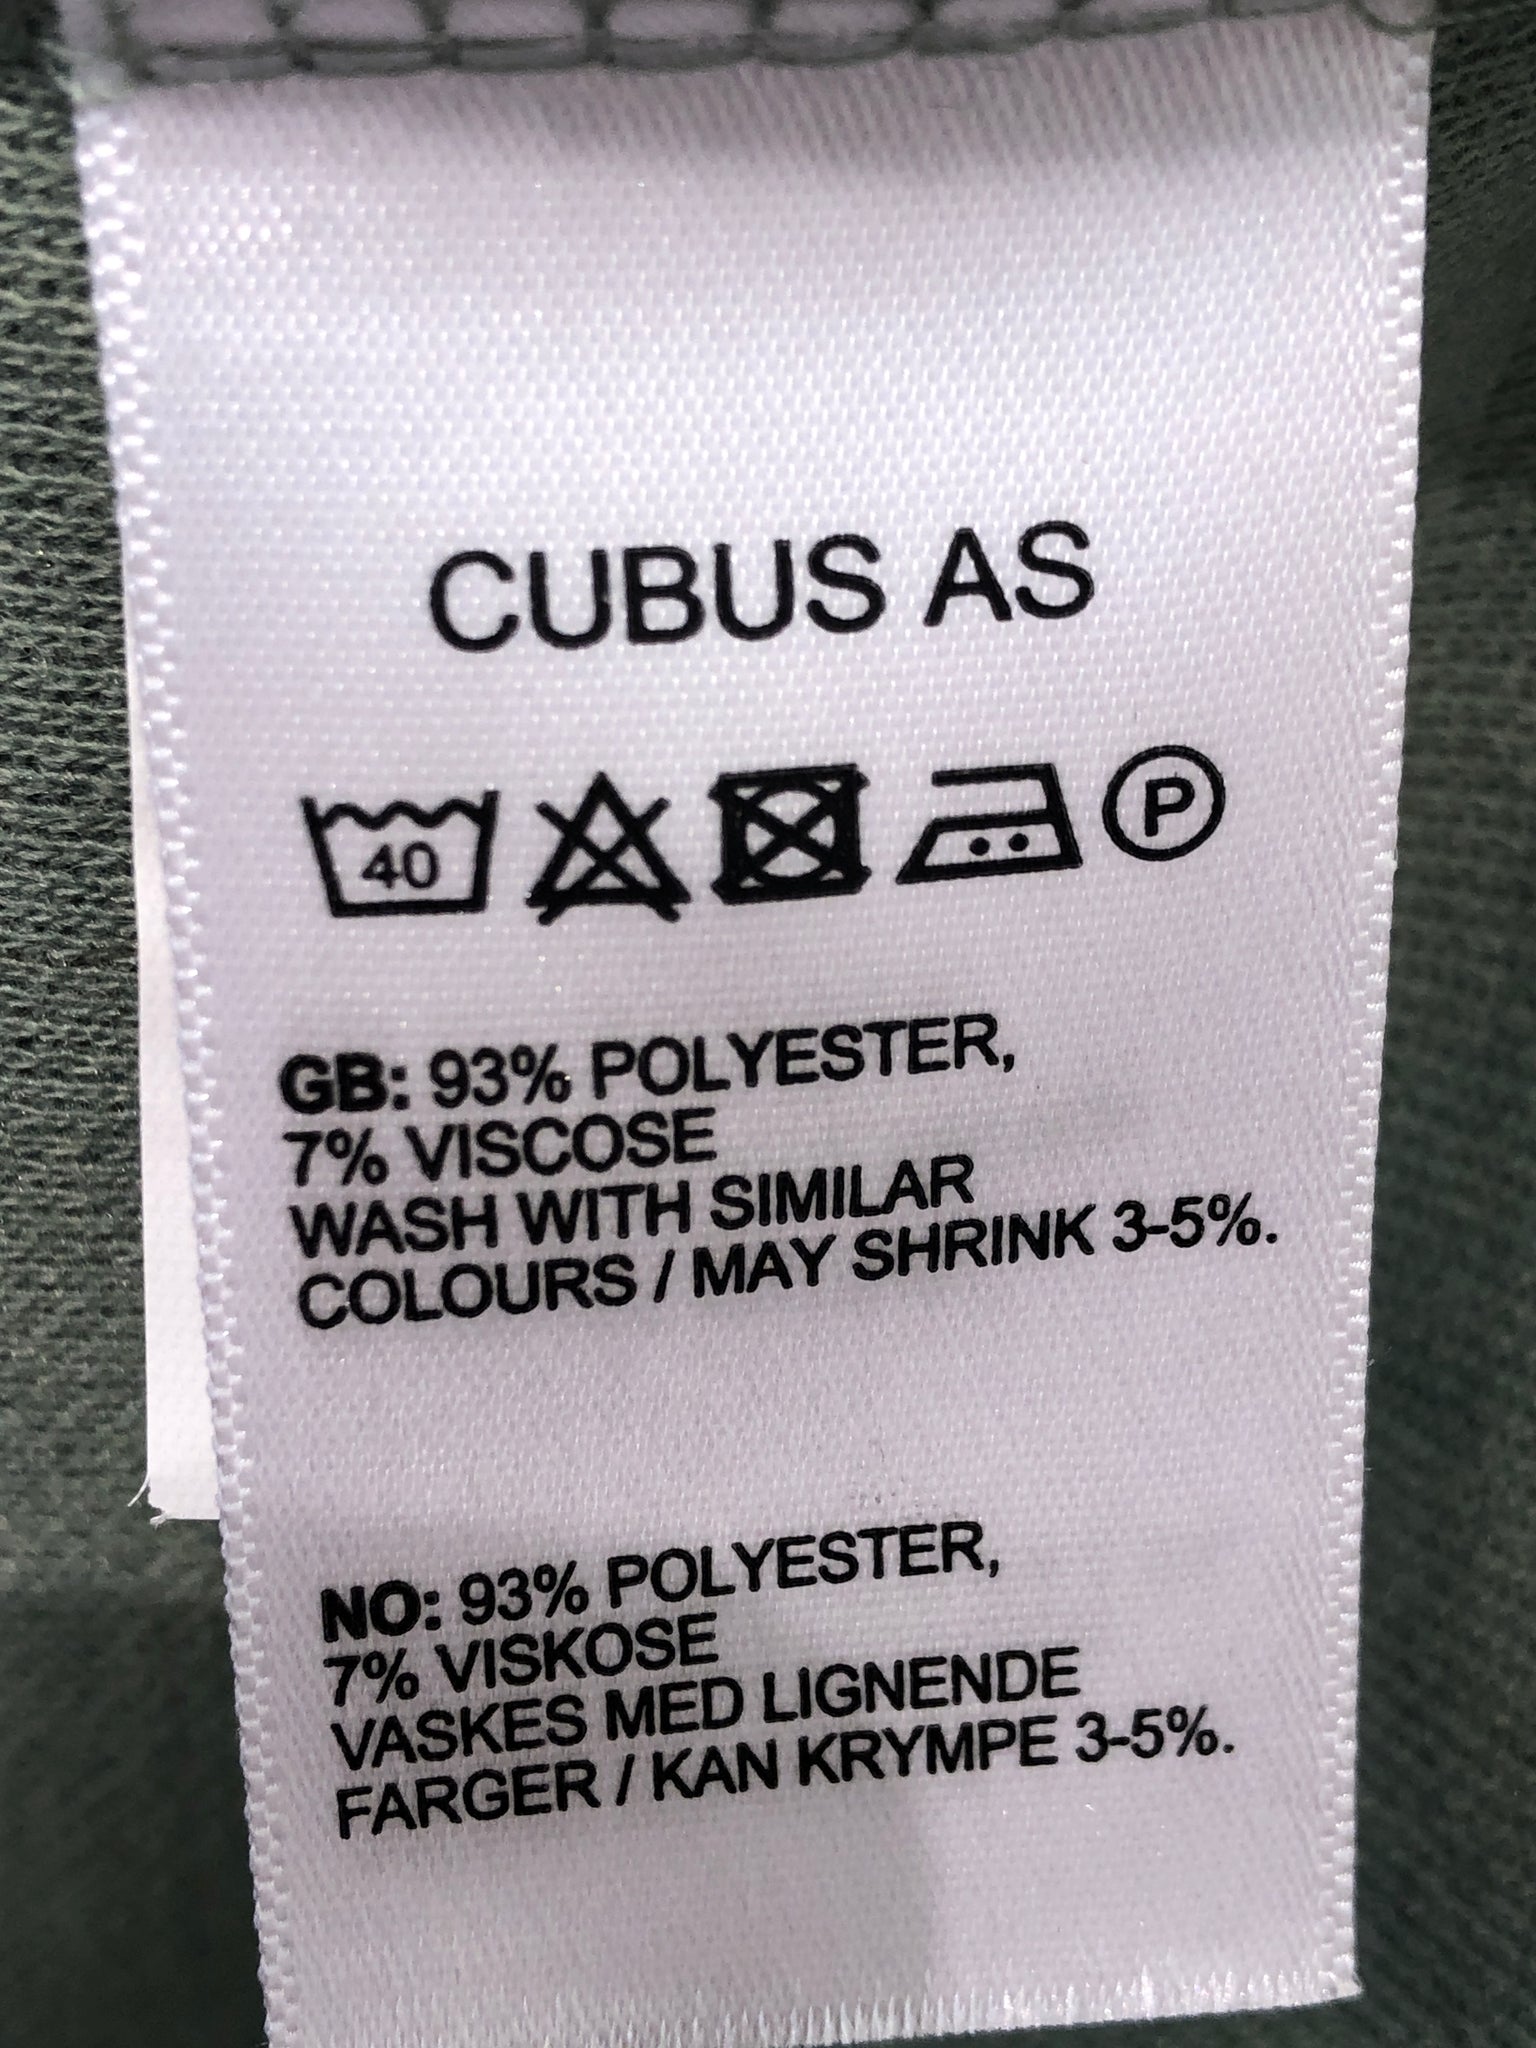 CUBUS AS
40
P
GB: 93% POLYESTER,
7% VISCOSE
WASH WITH SIMILAR
COLOURS / MAY SHRINK 3-5%.
NO: 93% POLYESTER,
7% VISKOSE
VASKES MED LIGNENDE
FARGER / KAN KRYMPE 3-5%.